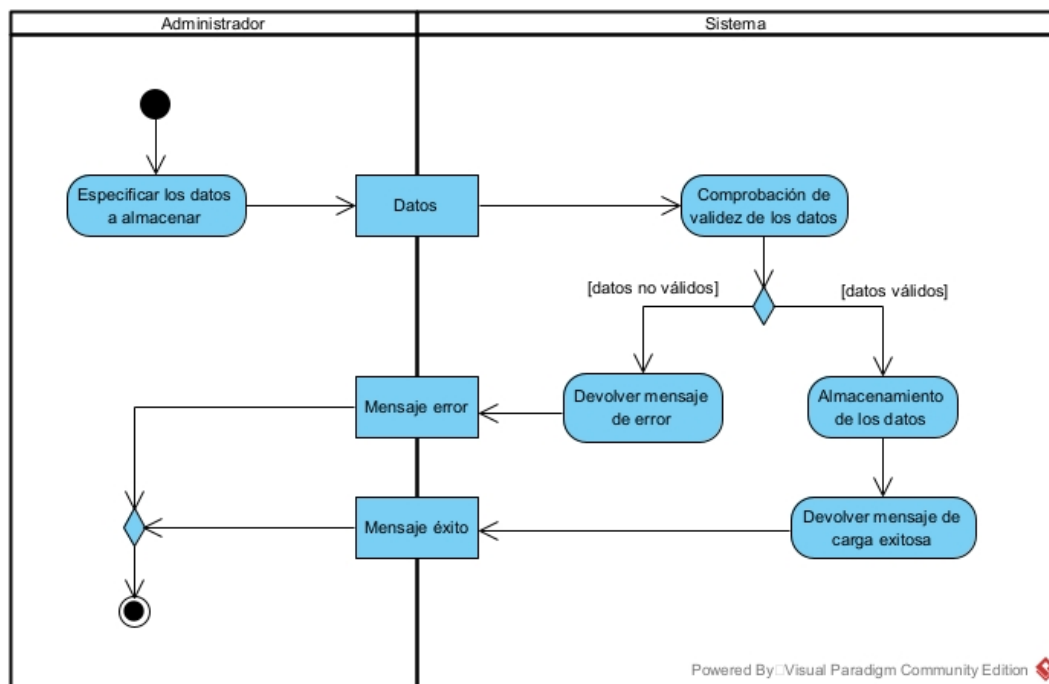 Administrador
Sistema
Especificar los datos
a almacenar
Datos
Comprobación de
validez de los datos
[datos no válidos]
[datos válidos]
Mensaje error
Devolver mensaje
de error
Almacenamiento
de los datos
Mensaje éxito
Devolver mensaje de
carga exitosa
Powered By Visual Paradigm Community Edition